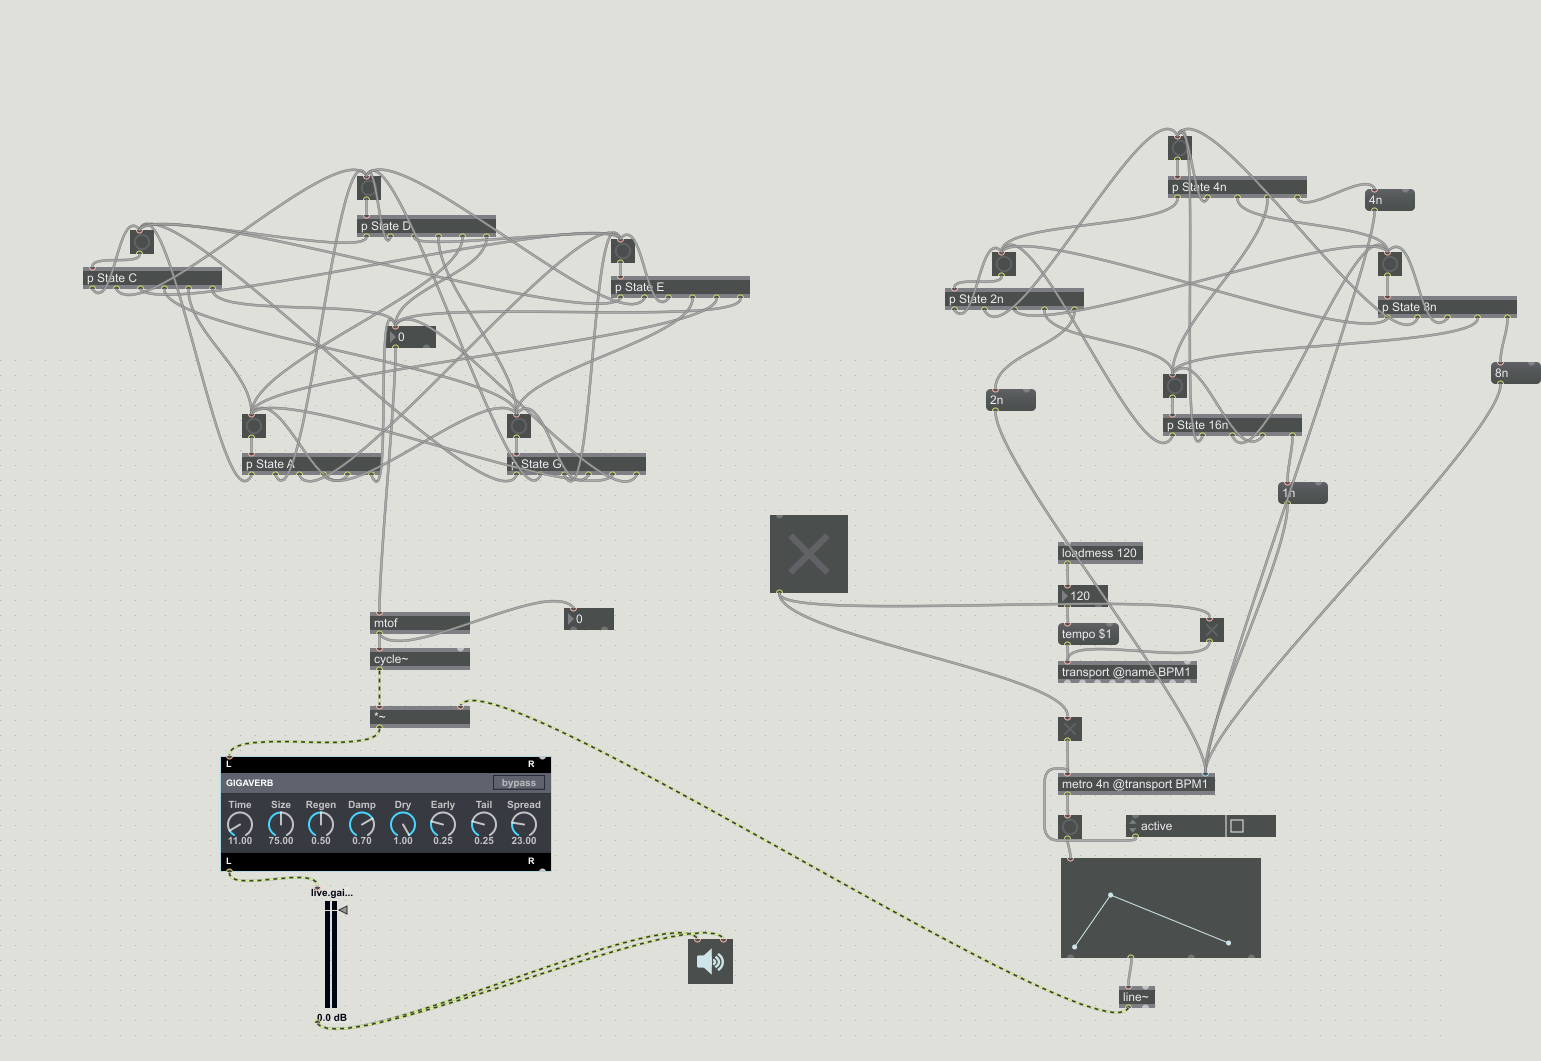 p State D
p State C
p State E
0
p State A
p State G
p State 4n
4n
p State 2n
p State 8n
8n
2n
p State 16n
1n
loadmess 120
120
tempo $1
transport @name BPM1
mtof
0
cycle~
*~
metro 4n @transport BPM1
active
line~
L R
GIGAVERB bypass
Time Size Regen Damp Dry Early Tail Spread
11.00 75.00 0.50 0.70 1.00 0.25 0.25 23.00
L R
live.gai...
0.0 dB